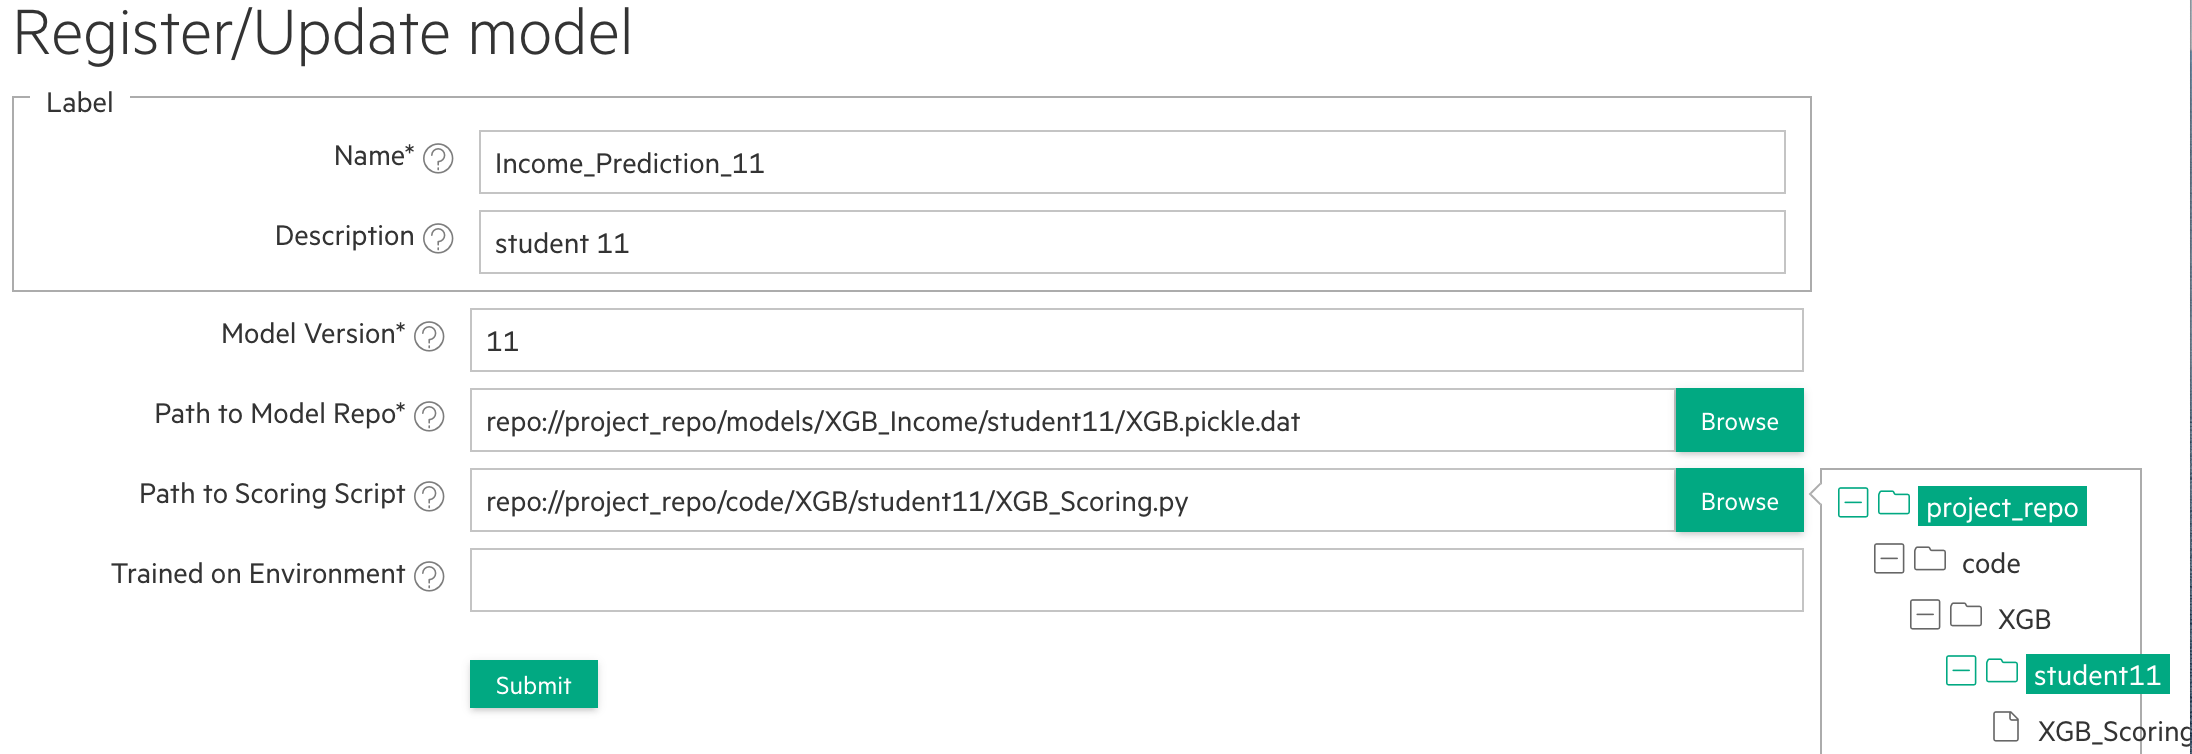 Register/Update model
Label
Name*
Income_Prediction_11
Description
student 11
Model Version*
11
Path to Model Repo*
repo://project_repo/models/XGB_Income/student11/XGB.pickle.dat
Browse
Path to Scoring Script
repo://project_repo/code/XGB/student11/XGB_Scoring.py
Browse
Trained on Environment
Submit
project_repo
code
XGB
student11
XGB_Scoring